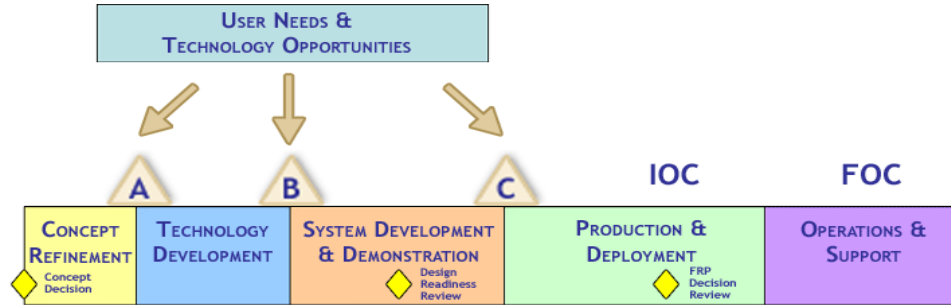 USER NEEDS &
TECHNOLOGY OPPORTUNITIES
A
B
C
IOC
FOC
CONCEPT
REFINEMENT
Concept
Decision
TECHNOLOGY
DEVELOPMENT
SYSTEM DEVELOPMENT
& DEMONSTRATION
Design
Readiness
Review
PRODUCTION &
DEPLOYMENT
FRP
Decision
Review
OPERATIONS &
SUPPORT